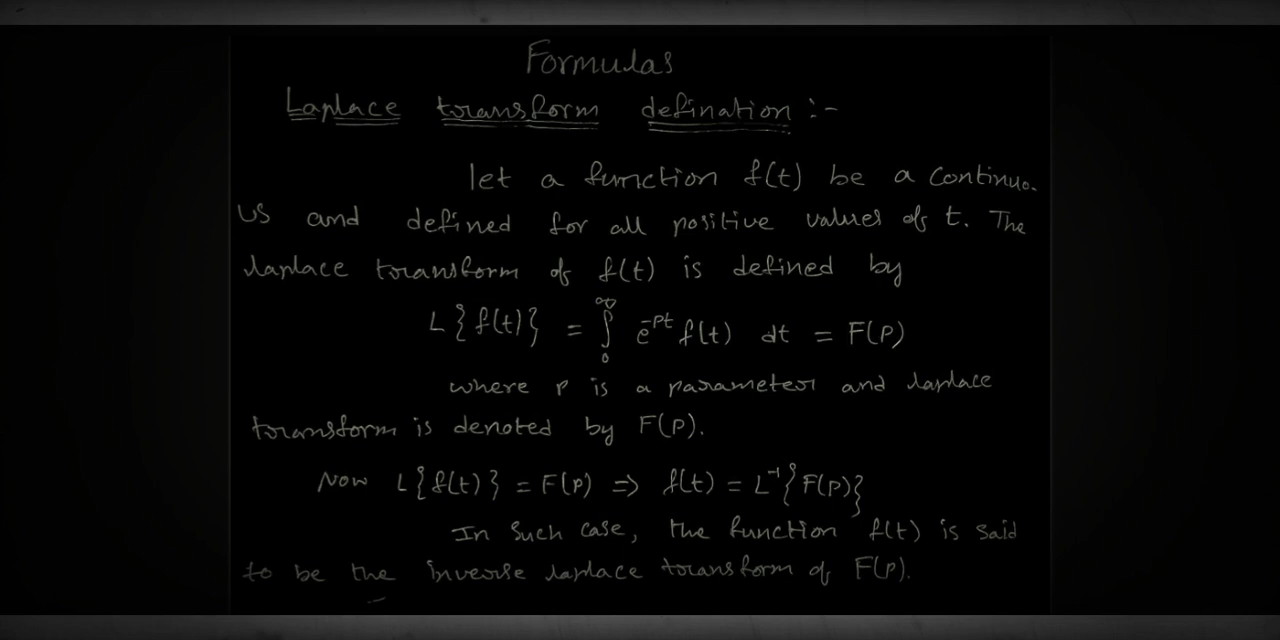 Formulas
Laplace transform defination :-
let a function f(t) be a continuo-
us and defined for all positive values of t. The
laplace transform of f(t) is defined by
L{f(t)} = ∫₀^∞ e^-pt f(t) dt = F(p)
where p is a parameter and laplace
transform is denoted by F(p).
Now L{f(t)} = F(p) => f(t) = L^-1{F(p)}
In such case, the function f(t) is said
to be the inverse laplace transform of F(p).